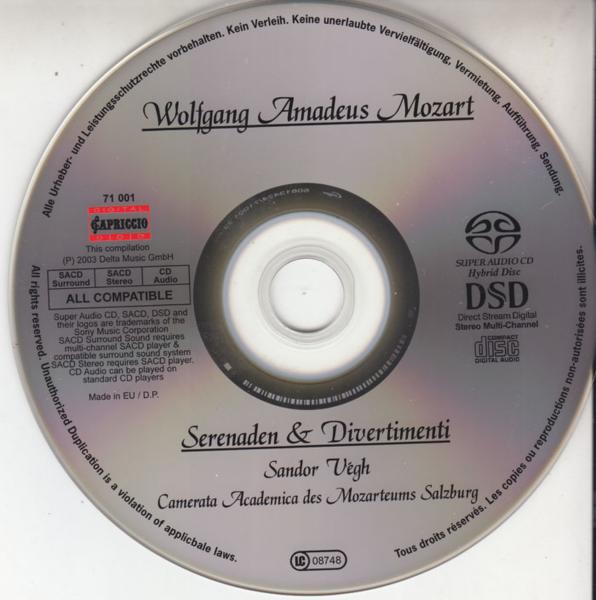 Alle Urheber- und Leistungsschutzrechte vorbehalten. Kein Verleih. Keine unerlaubte Vervielfältigung, Vermietung, Aufführung, Sendung.
Wolfgang Amadeus Mozart
71 001
DIGITAL
CAPRICCIO
This compilation
(P) 2003 Delta Music GmbH
SACD Surround
SACD Stereo
CD Audio
ALL COMPATIBLE
Super Audio CD, SACD, DSD and
their logos are trademarks of the
Sony Music Corporation
SACD Surround Sound requires
multi-channel SACD player &
compatible surround sound system
SACD Stereo requires SACD player.
CD Audio can be played on
standard CD players
Made in EU / D.P.
SUPER AUDIO CD
Hybrid Disc
DSD
Direct Stream Digital
Stereo Multi-Channel
COMPACT
disc
DIGITAL AUDIO
Serenaden & Divertimenti
Sandor Végh
Camerata Academica des Mozarteums Salzburg
LC 08748
All rights reserved. Unauthorized Duplication is a violation of applicbale laws.
Tous droits réservés. Les copies ou reproductions non-autorisées sont illicites.